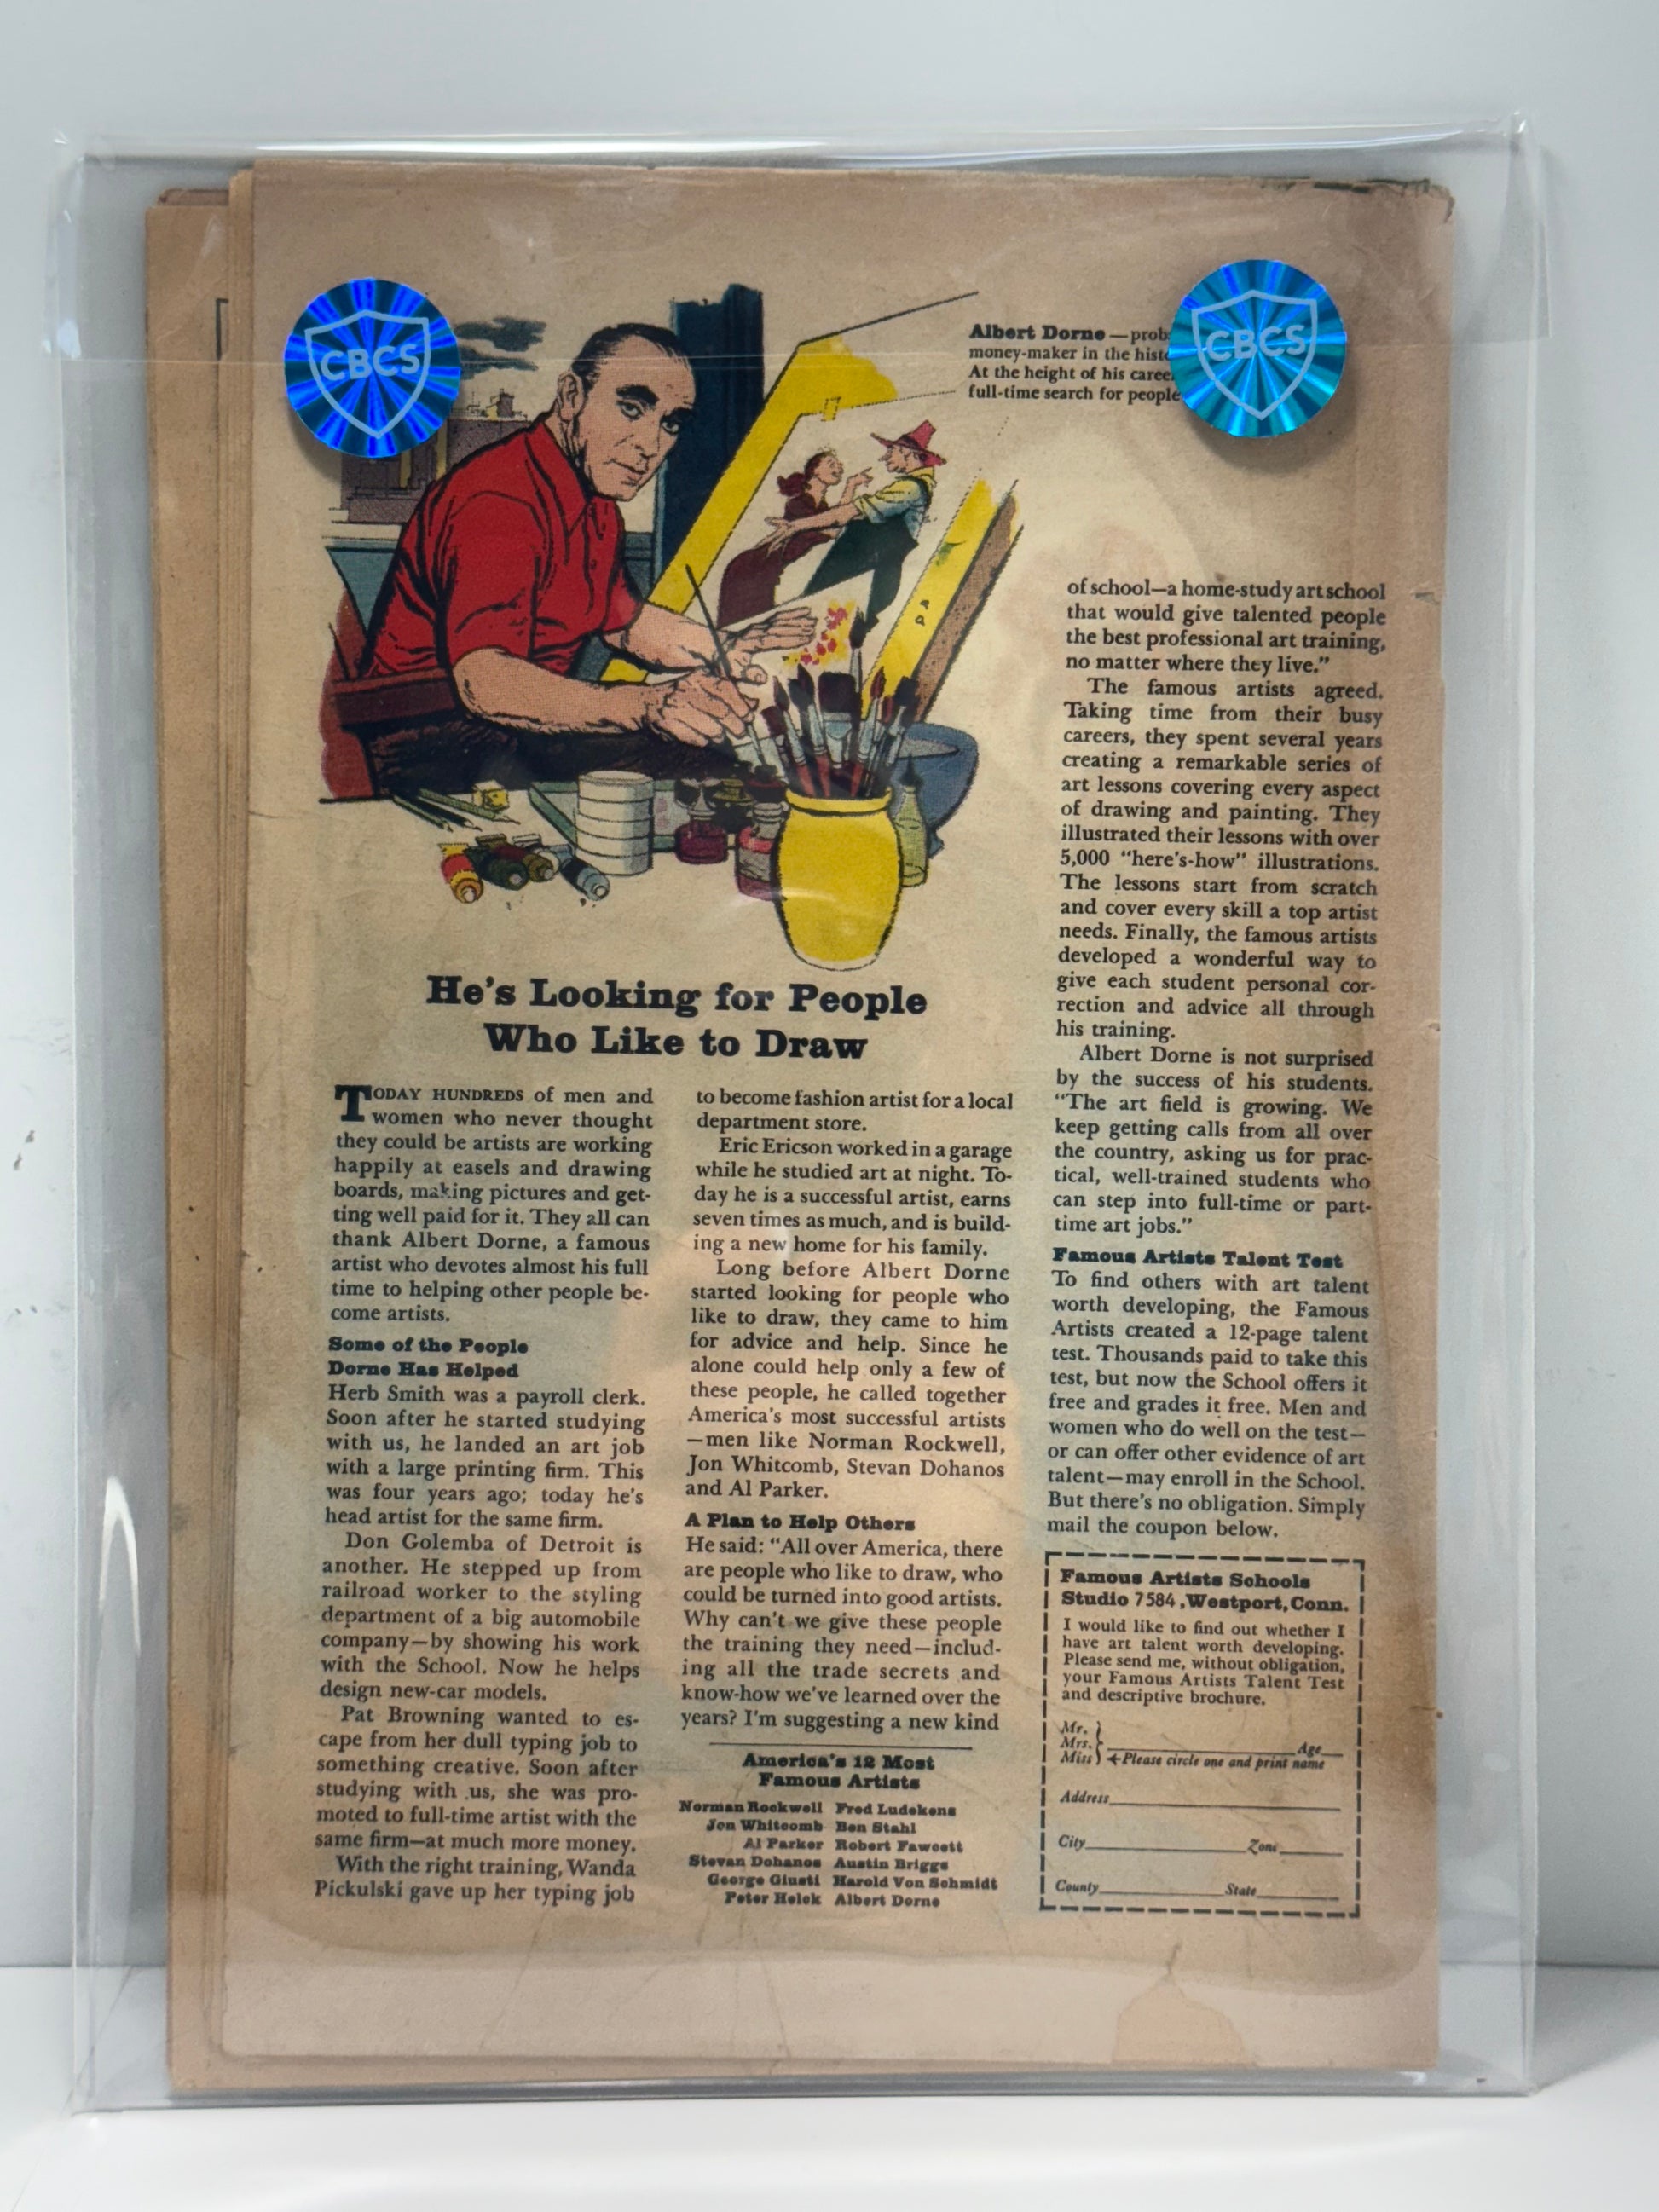 CBCS
CBCS
Albert Dorne — prob
money-maker in the histo
At the height of his caree
full-time search for people
He's Looking for People
Who Like to Draw
TODAY HUNDREDS of men and
women who never thought
they could be artists are working
happily at easels and drawing
boards, making pictures and get-
ting well paid for it. They all can
thank Albert Dorne, a famous
artist who devotes almost his full
time to helping other people be-
come artists.
Some of the People
Dorne Has Helped
Herb Smith was a payroll clerk.
Soon after he started studying
with us, he landed an art job
with a large printing firm. This
was four years ago; today he's
head artist for the same firm.
Don Golemba of Detroit is
another. He stepped up from
railroad worker to the styling
department of a big automobile
company—by showing his work
with the School. Now he helps
design new-car models.
Pat Browning wanted to es-
cape from her dull typing job to
something creative. Soon after
studying with us, she was pro-
moted to full-time artist with the
same firm—at much more money.
With the right training, Wanda
Pickulski gave up her typing job
to become fashion artist for a local
department store.
Eric Ericson worked in a garage
while he studied art at night. To-
day he is a successful artist, earns
seven times as much, and is build-
ing a new home for his family.
Long before Albert Dorne
started looking for people who
like to draw, they came to him
for advice and help. Since he
alone could help only a few of
these people, he called together
America's most successful artists
—men like Norman Rockwell,
Jon Whitcomb, Stevan Dohanos
and Al Parker.
A Plan to Help Others
He said: "All over America, there
are people who like to draw, who
could be turned into good artists.
Why can't we give these people
the training they need—includ-
ing all the trade secrets and
know-how we've learned over the
years? I'm suggesting a new kind
America's 12 Most
Famous Artists
Norman Rockwell Fred Ludekens
Jon Whitcomb Ben Stahl
Al Parker Robert Fawcett
Stevan Dohanos Austin Briggs
George Giusti Harold Von Schmidt
Peter Helck Albert Dorne
of school—a home-study art school
that would give talented people
the best professional art training,
no matter where they live."
The famous artists agreed.
Taking time from their busy
careers, they spent several years
creating a remarkable series of
art lessons covering every aspect
of drawing and painting. They
illustrated their lessons with over
5,000 "here's-how" illustrations.
The lessons start from scratch
and cover every skill a top artist
needs. Finally, the famous artists
developed a wonderful way to
give each student personal cor-
rection and advice all through
his training.
Albert Dorne is not surprised
by the success of his students.
"The art field is growing. We
keep getting calls from all over
the country, asking us for prac-
tical, well-trained students who
can step into full-time or part-
time art jobs."
Famous Artists Talent Test
To find others with art talent
worth developing, the Famous
Artists created a 12-page talent
test. Thousands paid to take this
test, but now the School offers it
free and grades it free. Men and
women who do well on the test—
or can offer other evidence of art
talent—may enroll in the School.
But there's no obligation. Simply
mail the coupon below.
Famous Artists Schools
Studio 7584, Westport, Conn.
I would like to find out whether I
have art talent worth developing.
Please send me, without obligation,
your Famous Artists Talent Test
and descriptive brochure.
Mr.
Mrs. Age
Miss ←Please circle one and print name
Address
City Zone
County State